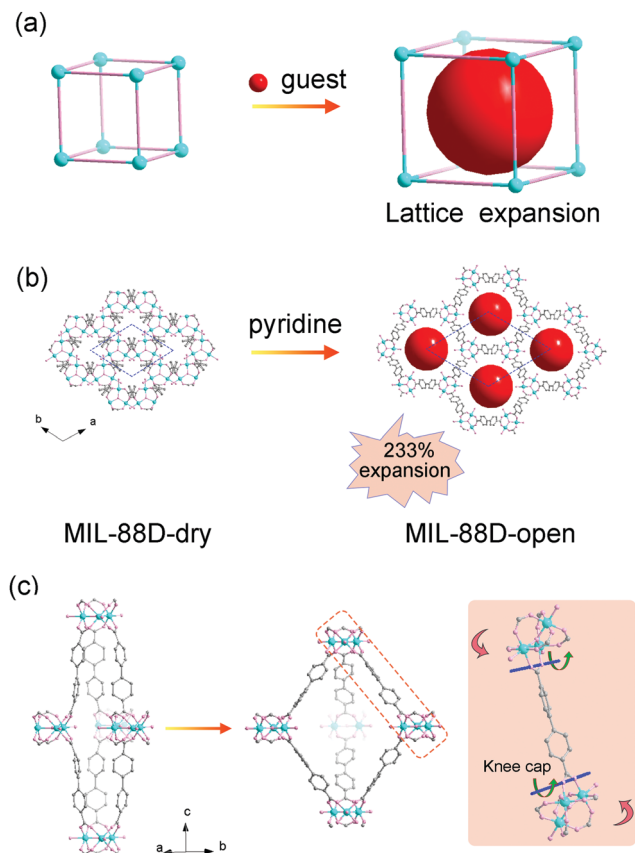 (a)
guest
Lattice expansion
(b)
pyridine
b
a
233%
expansion
MIL-88D-dry
MIL-88D-open
(c)
Knee cap
c
a
b